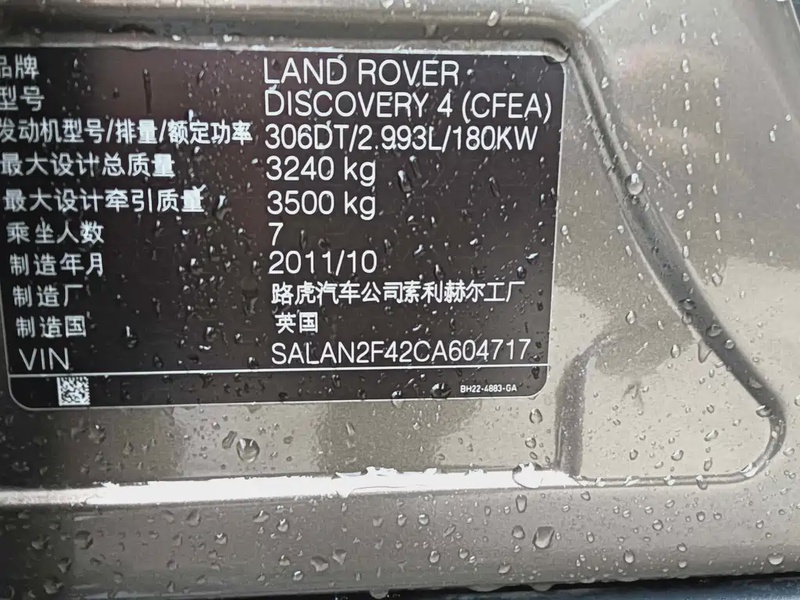 品牌 LAND ROVER
型号 DISCOVERY 4 (CFEA)
发动机型号/排量/额定功率 306DT/2.993L/180KW
最大设计总质量 3240 kg
最大设计牵引质量 3500 kg
乘坐人数 7
制造年月 2011/10
制造厂 路虎汽车公司索利赫尔工厂
制造国 英国
VIN SALAN2F42CA604717
BH22-4883-GA